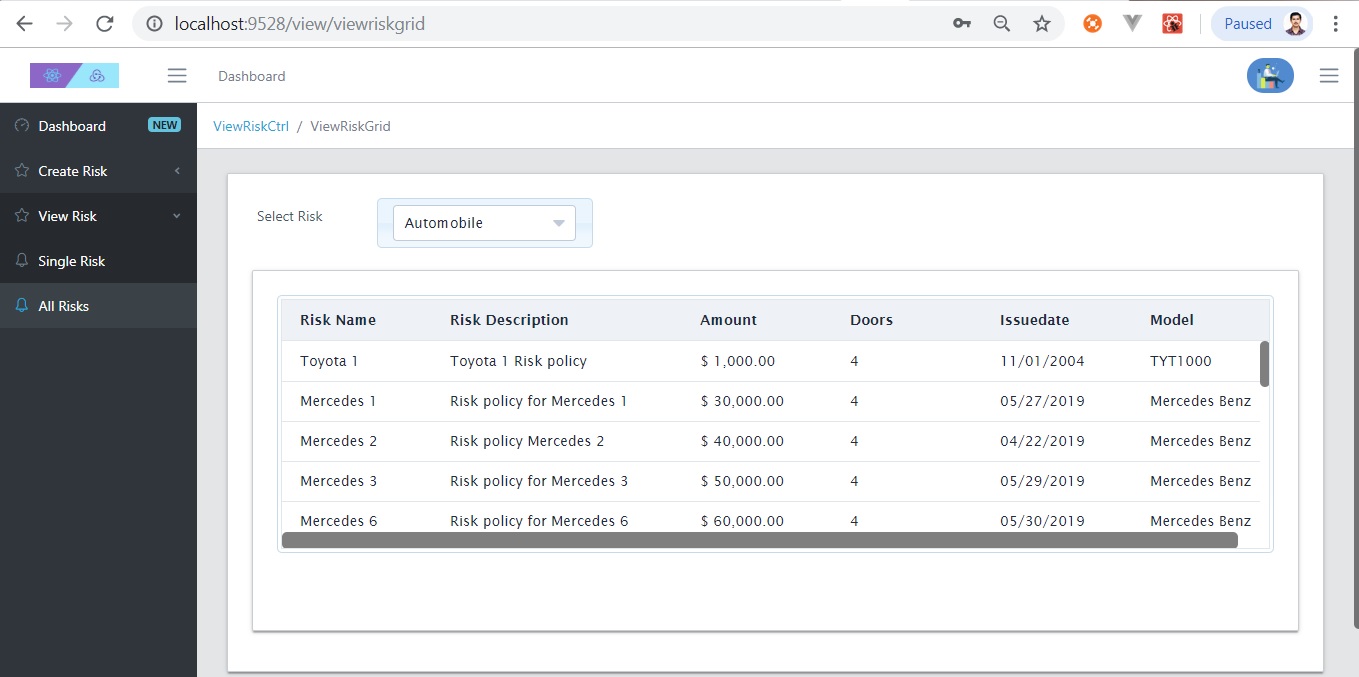 localhost:9528/view/viewriskgrid
Paused
Dashboard
Dashboard NEW
Create Risk
View Risk
Single Risk
All Risks
ViewRiskCtrl / ViewRiskGrid
Select Risk Automobile
Risk Name Risk Description Amount Doors Issuedate Model
Toyota 1 Toyota 1 Risk policy $ 1,000.00 4 11/01/2004 TYT1000
Mercedes 1 Risk policy for Mercedes 1 $ 30,000.00 4 05/27/2019 Mercedes Benz
Mercedes 2 Risk policy Mercedes 2 $ 40,000.00 4 04/22/2019 Mercedes Benz
Mercedes 3 Risk policy for Mercedes 3 $ 50,000.00 4 05/29/2019 Mercedes Benz
Mercedes 6 Risk policy for Mercedes 6 $ 60,000.00 4 05/30/2019 Mercedes Benz